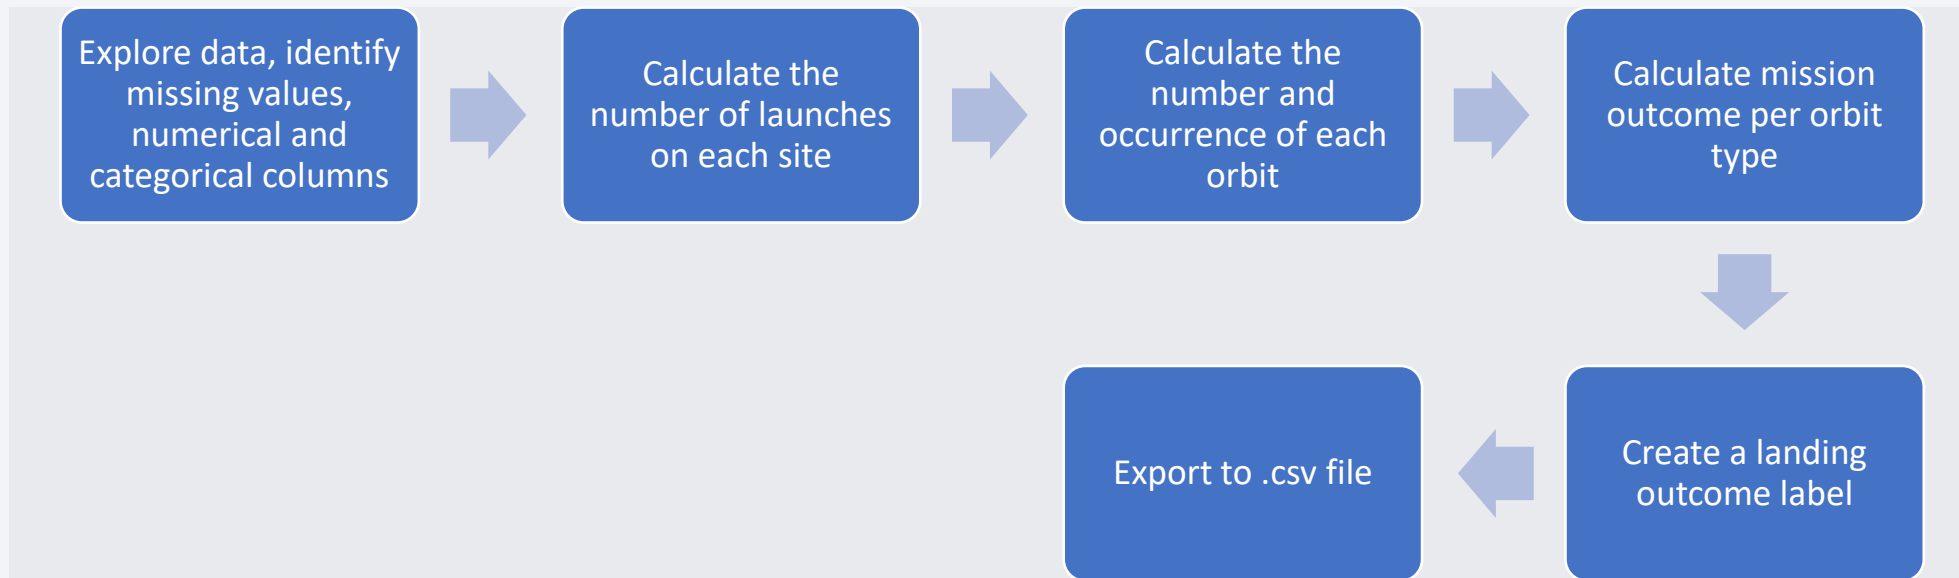 Explore data, identify
missing values,
numerical and
categorical columns
Calculate the
number of launches
on each site
Calculate the
number and
occurrence of each
orbit
Calculate mission
outcome per orbit
type
Create a landing
outcome label
Export to .csv file